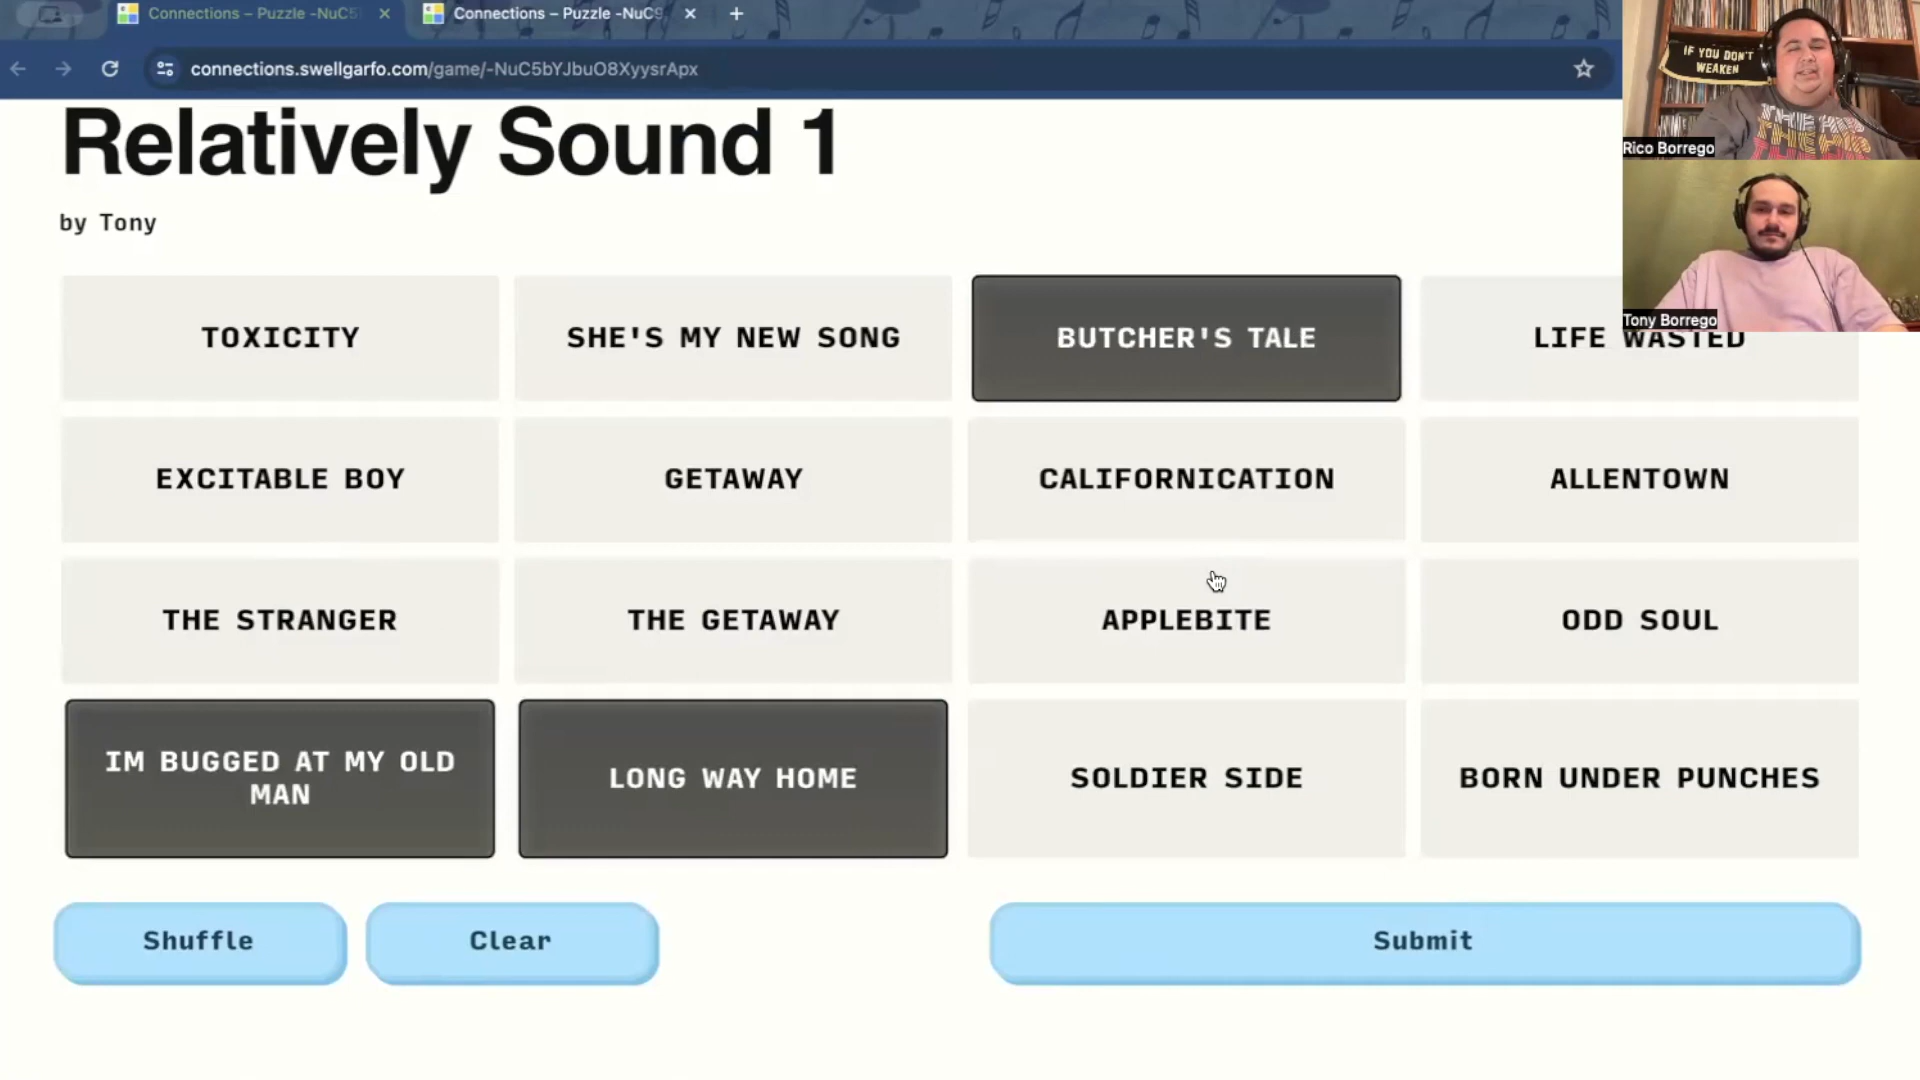 Connections – Puzzle -NuC5
Connections – Puzzle -NuC9
connections.swellgarfo.com/game/-NuC5bYJbuO8XyysrApx
IF YOU DON'T
WEAKEN
Rico Borrego
Relatively Sound 1
by Tony
Tony Borrego
TOXICITY
SHE'S MY NEW SONG
BUTCHER'S TALE
LIFE WASTED
EXCITABLE BOY
GETAWAY
CALIFORNICATION
ALLENTOWN
THE STRANGER
THE GETAWAY
APPLEBITE
ODD SOUL
IM BUGGED AT MY OLD
MAN
LONG WAY HOME
SOLDIER SIDE
BORN UNDER PUNCHES
Shuffle
Clear
Submit